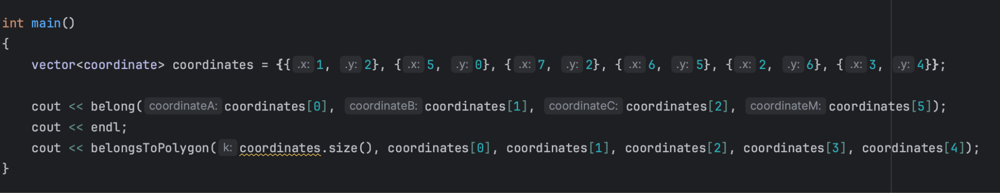 int main()
{
    vector<coordinate> coordinates = {{.x: 1, .y: 2}, {.x: 5, .y: 0}, {.x: 7, .y: 2}, {.x: 6, .y: 5}, {.x: 2, .y: 6}, {.x: 3, .y: 4}};
    cout << belong(coordinateA: coordinates[0], coordinateB: coordinates[1], coordinateC: coordinates[2], coordinateM: coordinates[5]);
    cout << endl;
    cout << belongsToPolygon(k: coordinates.size(), coordinates[0], coordinates[1], coordinates[2], coordinates[3], coordinates[4]);
}